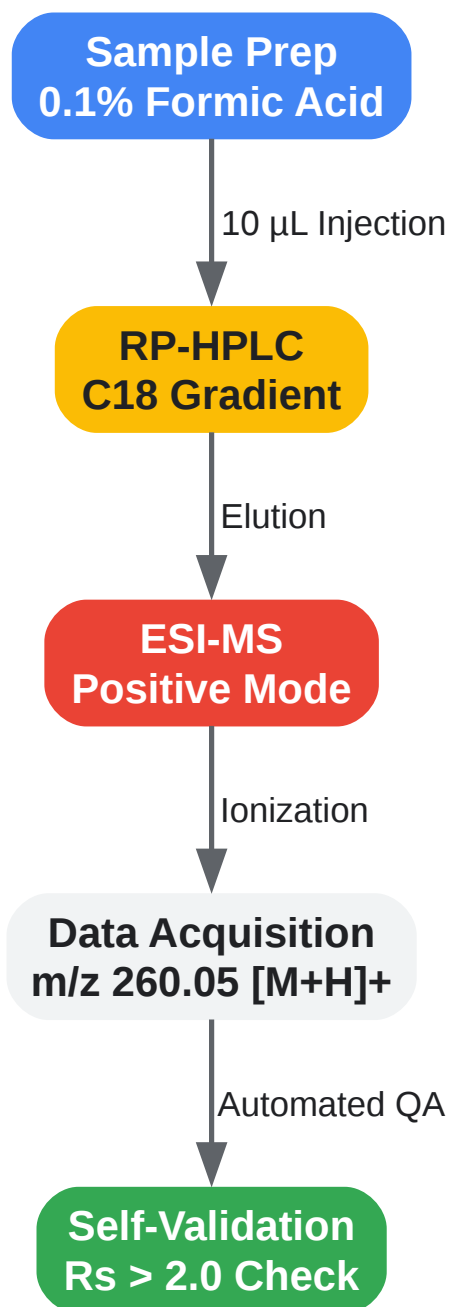 Sample Prep
0.1% Formic Acid
10 µL Injection
RP-HPLC
C18 Gradient
Elution
ESI-MS
Positive Mode
Ionization
Data Acquisition
m/z 260.05 [M+H]+
Automated QA
Self-Validation
Rs > 2.0 Check